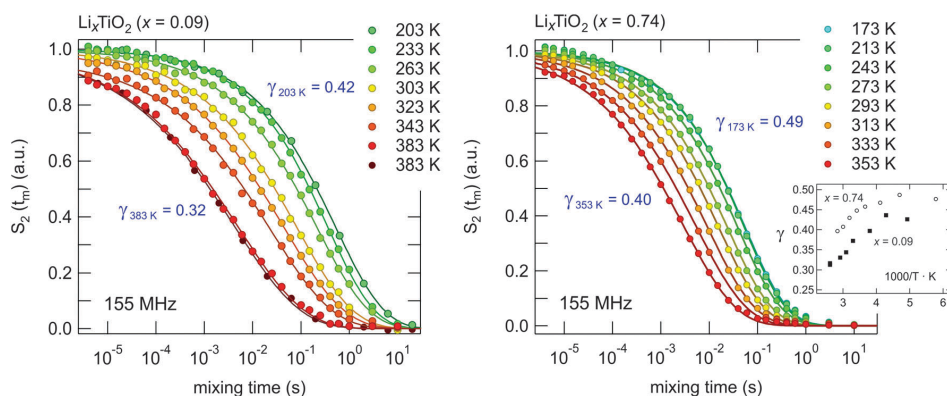 LiₓTiO₂ (x = 0.09)
1.0
0.8
0.6
0.4
0.2
0.0
S₂ (tₘ) (a.u.)
γ₂₀₃ K = 0.42
γ₃₈₃ K = 0.32
155 MHz
10⁻⁵ 10⁻⁴ 10⁻³ 10⁻² 10⁻¹ 10⁰ 10¹
mixing time (s)
203 K
233 K
263 K
303 K
323 K
343 K
383 K
383 K
LiₓTiO₂ (x = 0.74)
1.0
0.8
0.6
0.4
0.2
0.0
S₂ (tₘ) (a.u.)
γ₁₇₃ K = 0.49
γ₃₅₃ K = 0.40
155 MHz
10⁻⁵ 10⁻⁴ 10⁻³ 10⁻² 10⁻¹ 10⁰ 10¹
mixing time (s)
173 K
213 K
243 K
273 K
293 K
313 K
333 K
353 K
0.50
0.45
0.40
0.35
0.30
0.25
γ
x = 0.74
x = 0.09
1000/T · K
3 4 5 6